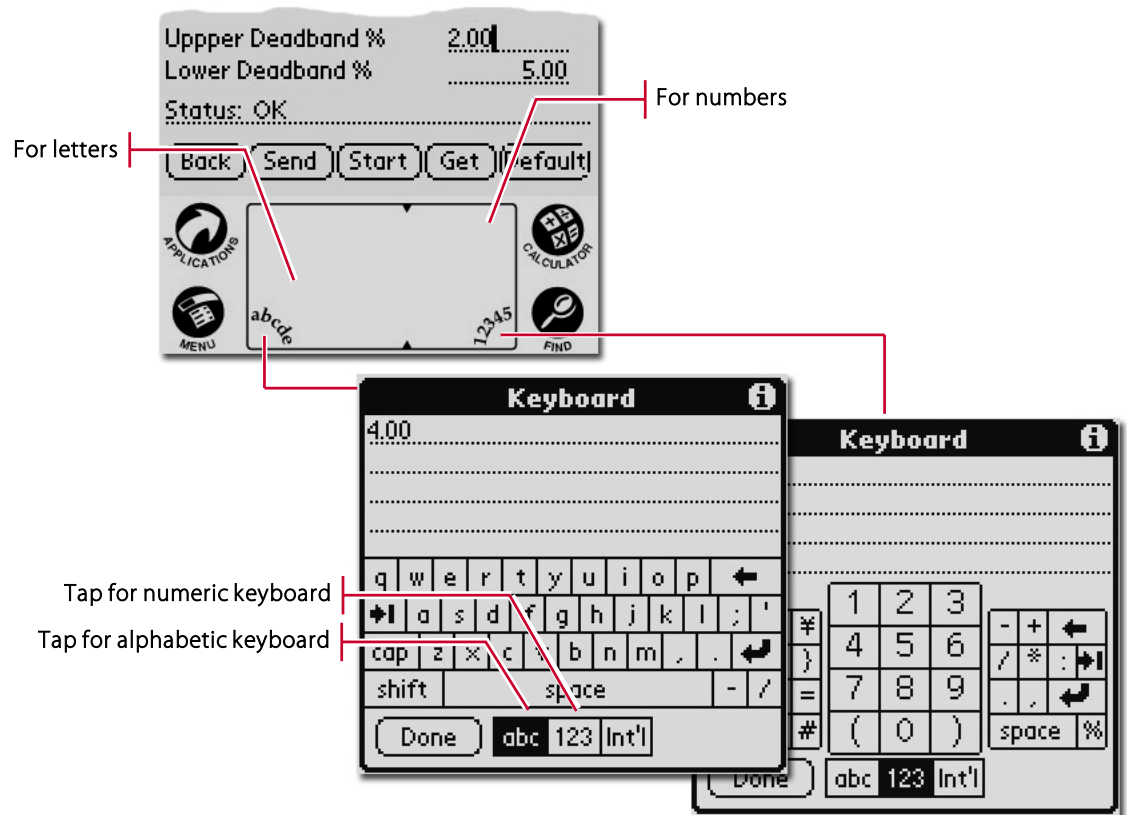 Uppper Deadband % 2.00
Lower Deadband % 5.00
For numbers
Status: OK
For letters
Back Send Start Get Default
APPLICATIONS
CALCULATOR
abcde
12345
MENU
FIND
Keyboard
4.00
q w e r t y u i o p
a s d f g h j k l ; '
cap z x c v b n m , .
shift space - /
Done abc 123 Int'l
Tap for numeric keyboard
Tap for alphabetic keyboard
Keyboard
1 2 3
¥ 4 5 6 - +
} 7 8 9 / * :
= ( 0 ) . ,
# space %
Done abc 123 Int'l